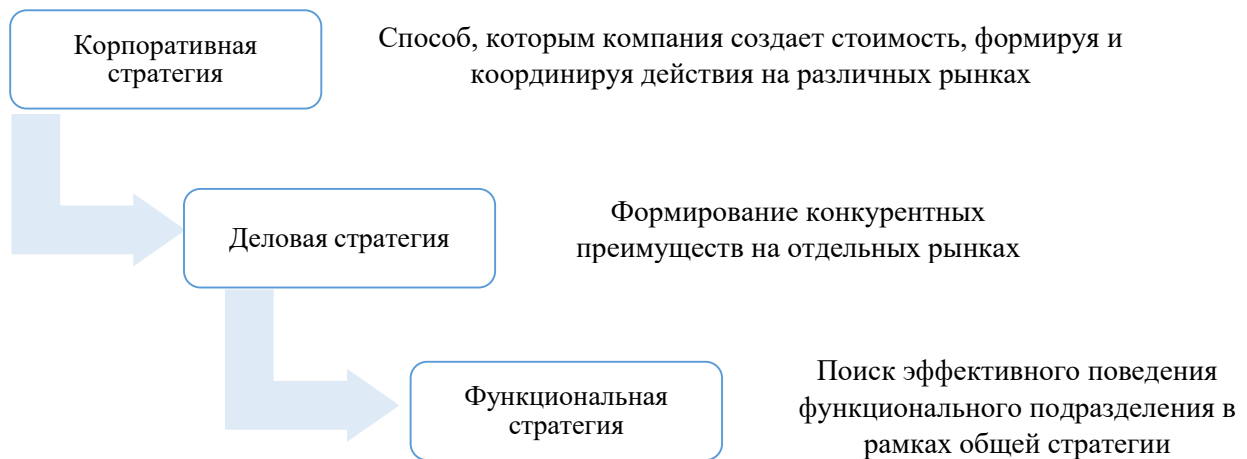 Корпоративная
стратегия
Способ, которым компания создает стоимость, формируя и
координируя действия на различных рынках
Деловая стратегия
Формирование конкурентных
преимуществ на отдельных рынках
Функциональная
стратегия
Поиск эффективного поведения
функционального подразделения в
рамках общей стратегии